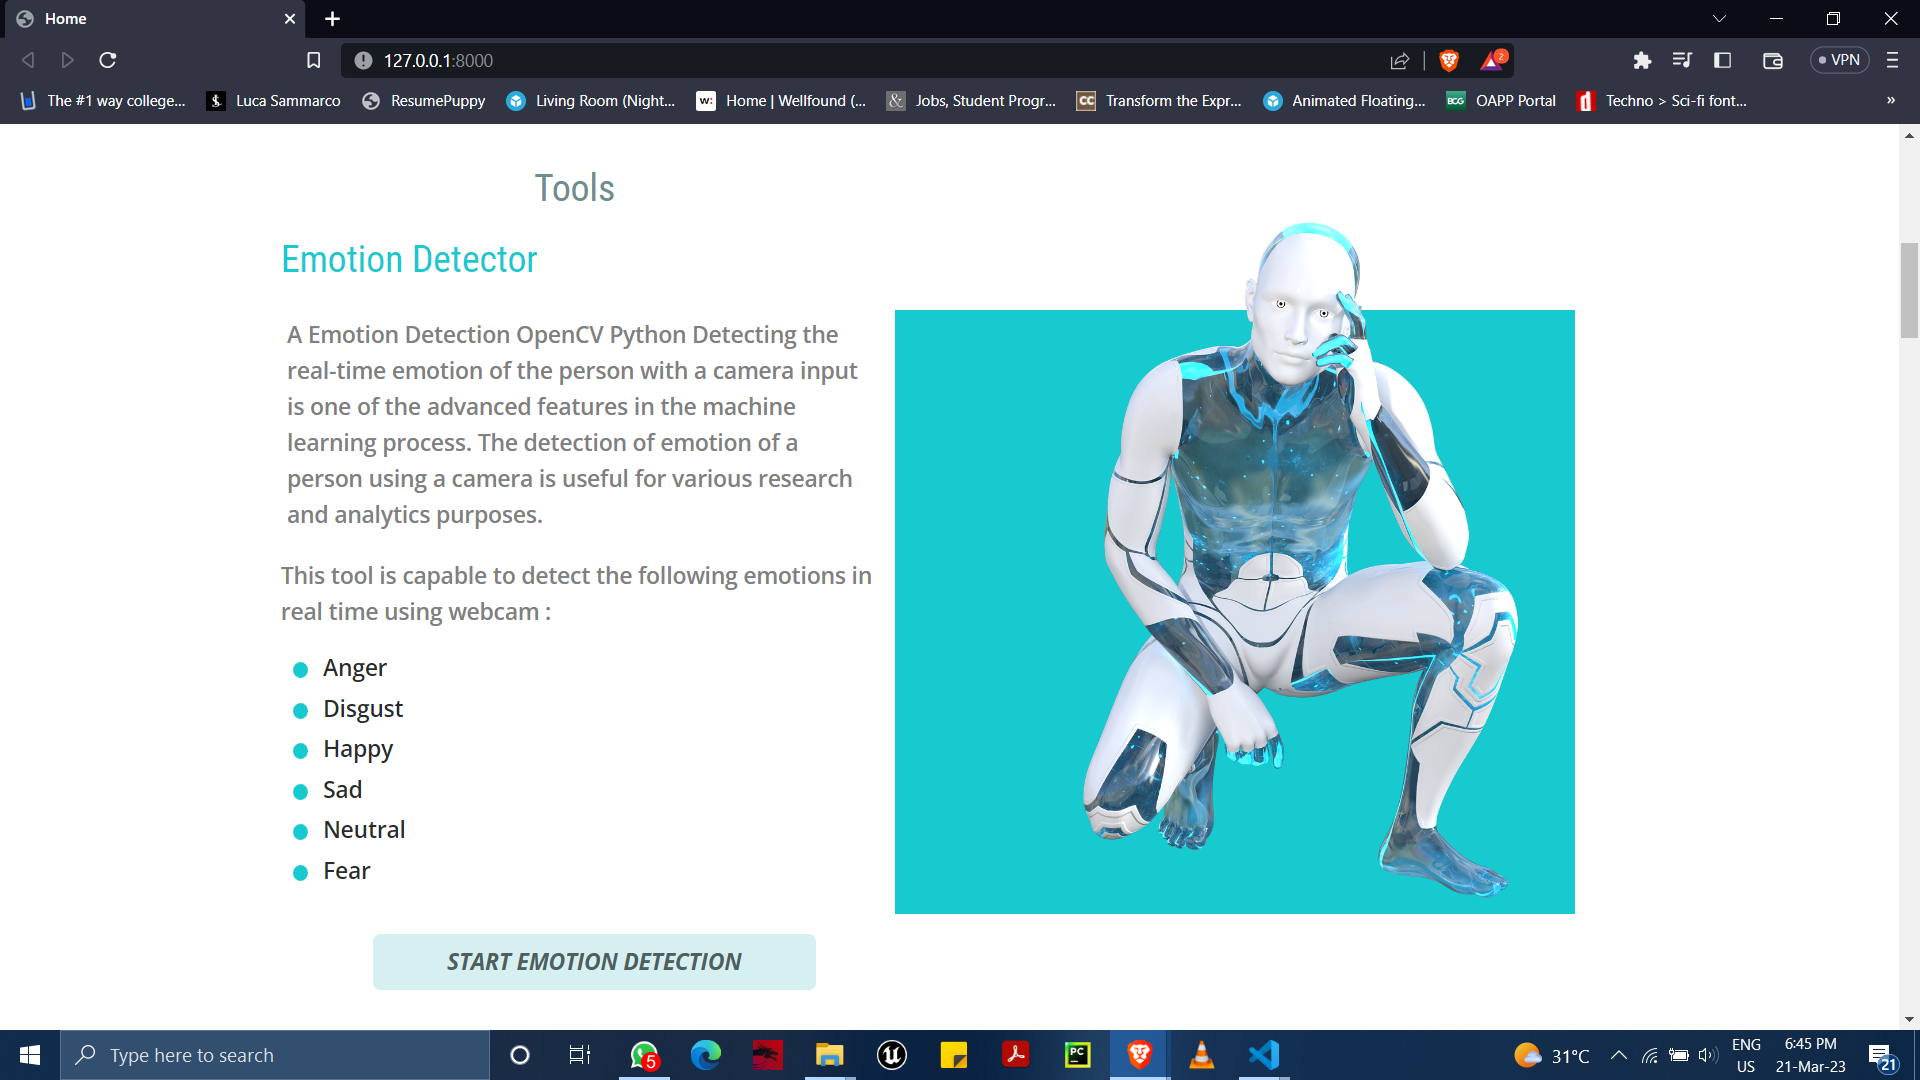 Home
127.0.0.1:8000
2
VPN
The #1 way college...
Luca Sammarco
ResumePuppy
Living Room (Night...
w:
Home | Wellfound (...
&
Jobs, Student Progr...
CC
Transform the Expr...
Animated Floating...
BCG
OAPP Portal
d
Techno > Sci-fi font...
»
Tools
Emotion Detector
A Emotion Detection OpenCV Python Detecting the
real-time emotion of the person with a camera input
is one of the advanced features in the machine
learning process. The detection of emotion of a
person using a camera is useful for various research
and analytics purposes.
This tool is capable to detect the following emotions in
real time using webcam :
Anger
Disgust
Happy
Sad
Neutral
Fear
START EMOTION DETECTION
Type here to search
5
PC
31°C
ENG
US
6:45 PM
21-Mar-23
21